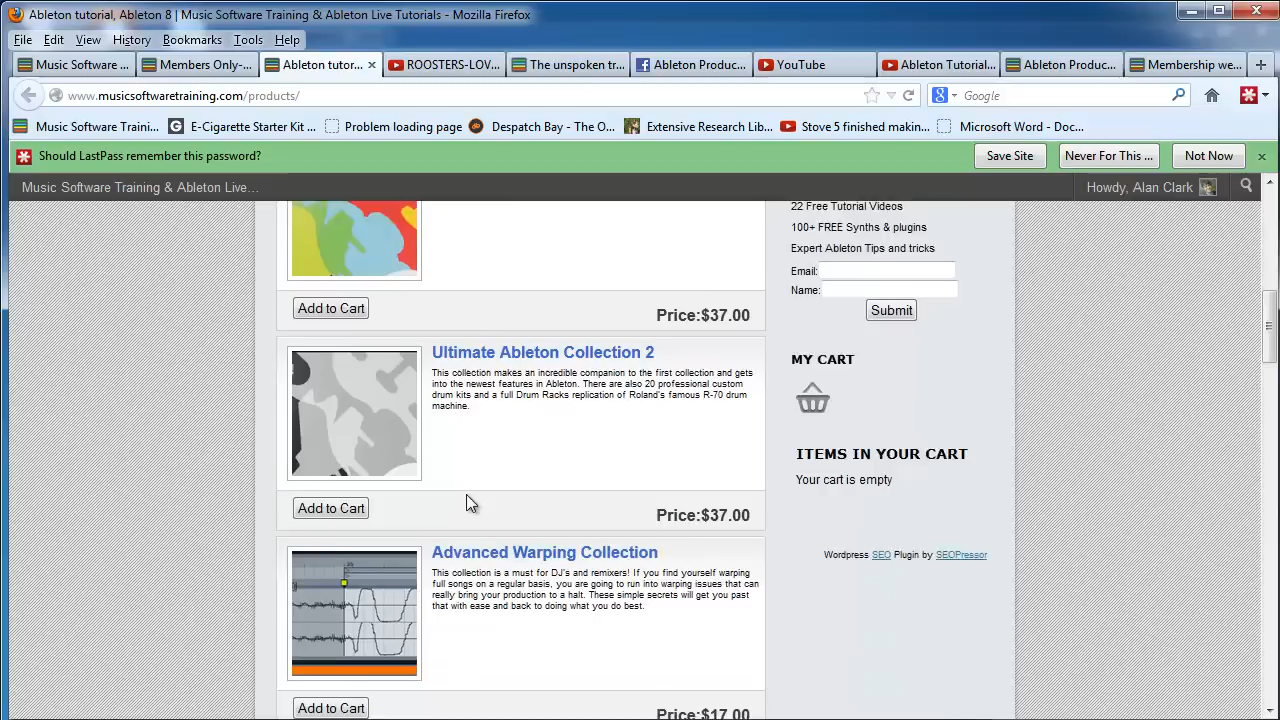 Ableton tutorial, Ableton 8 | Music Software Training & Ableton Live Tutorials - Mozilla Firefox
File Edit View History Bookmarks Tools Help
Music Software ... Members Only-... Ableton tutor... ROOSTERS-LOV... The unspoken tr... Ableton Produc... YouTube Ableton Tutorial... Ableton Produc... Membership we...
www.musicsoftwaretraining.com/products/ Google
Music Software Traini... E-Cigarette Starter Kit ... Problem loading page Despatch Bay - The O... Extensive Research Lib... Stove 5 finished makin... Microsoft Word - Doc...
Should LastPass remember this password? Save Site Never For This ... Not Now
Music Software Training & Ableton Live... Howdy, Alan Clark
22 Free Tutorial Videos
100+ FREE Synths & plugins
Expert Ableton Tips and tricks
Email:
Name:
Submit
Add to Cart
Price:$37.00
Ultimate Ableton Collection 2
This collection makes an incredible companion to the first collection and gets
into the newest features in Ableton. There are also 20 professional custom
drum kits and a full Drum Racks replication of Roland's famous R-70 drum
machine.
Add to Cart
Price:$37.00
MY CART
ITEMS IN YOUR CART
Your cart is empty
Wordpress SEO Plugin by SEOPressor
Advanced Warping Collection
This collection is a must for DJ's and remixers! If you find yourself warping
full songs on a regular basis, you are going to run into warping issues that can
really bring your production to a halt. These simple secrets will get you past
that with ease and back to doing what you do best.
Add to Cart
Price:$17.00